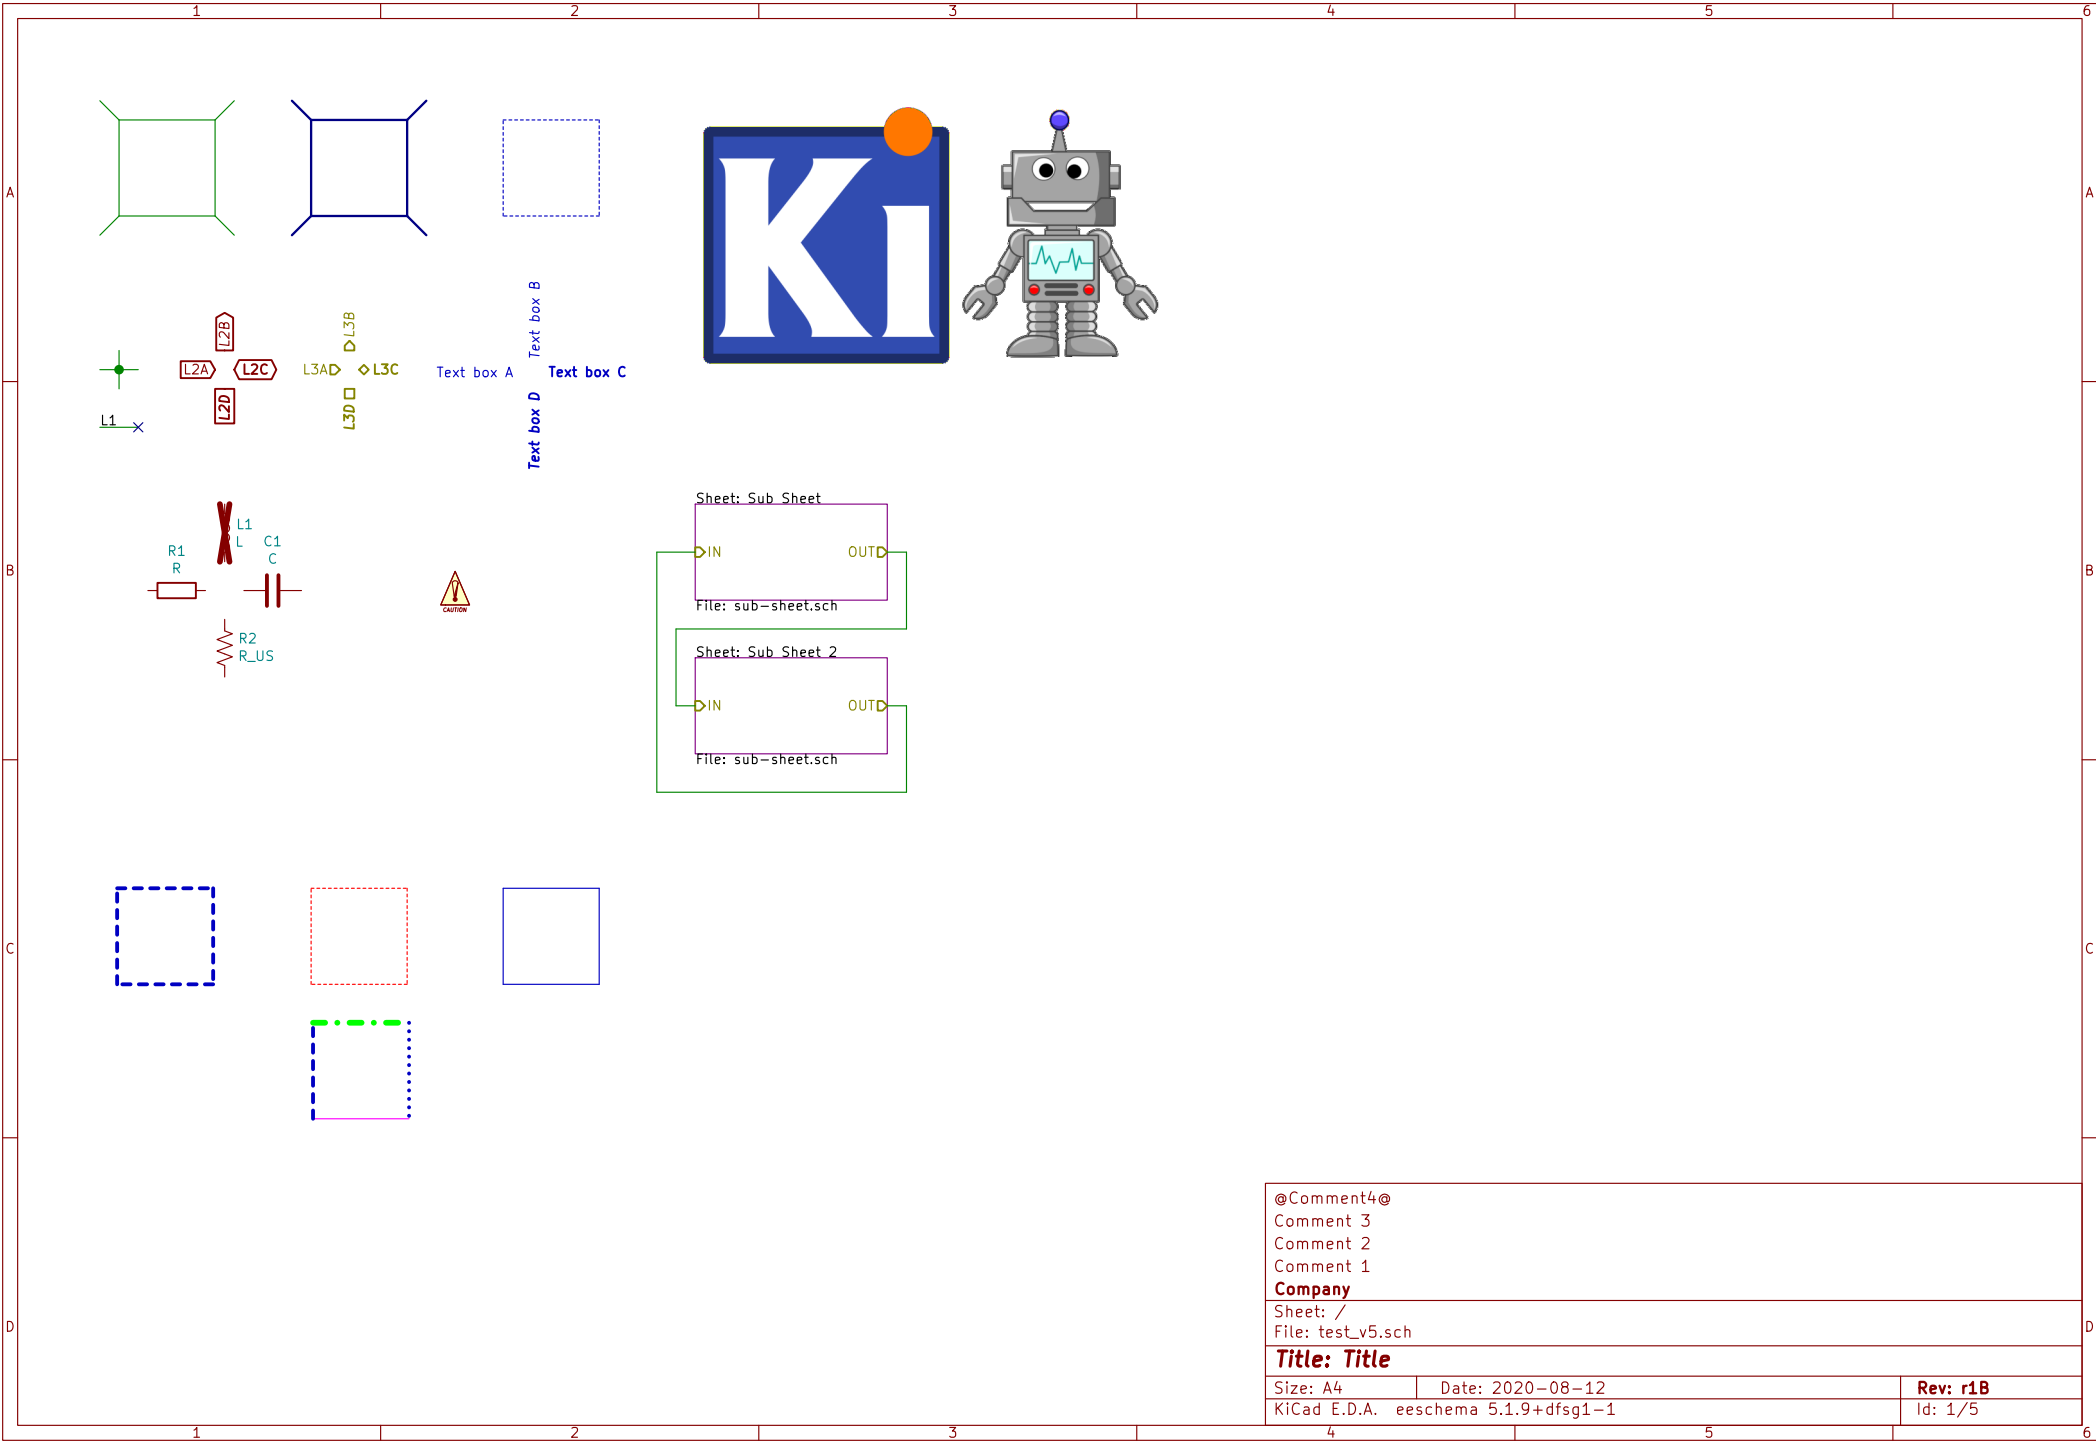 1 2 3 4 5 6
A A
Ki
L2B
L3B
Text box B
L2A L2C
L3A L3C
Text box A Text box C
L2D
L3D
Text box D
L1
Sheet: Sub Sheet
L1
L
C1
C
R1
R
IN OUT
B B
CAUTION
File: sub-sheet.sch
R2
R_US
Sheet: Sub Sheet 2
IN OUT
File: sub-sheet.sch
C C
@Comment4@
Comment 3
Comment 2
Comment 1
Company
Sheet: /
File: test_v5.sch
D D
Title: Title
Size: A4 Date: 2020-08-12 Rev: r1B
KiCad E.D.A. eeschema 5.1.9+dfsg1-1 Id: 1/5
1 2 3 4 5 6